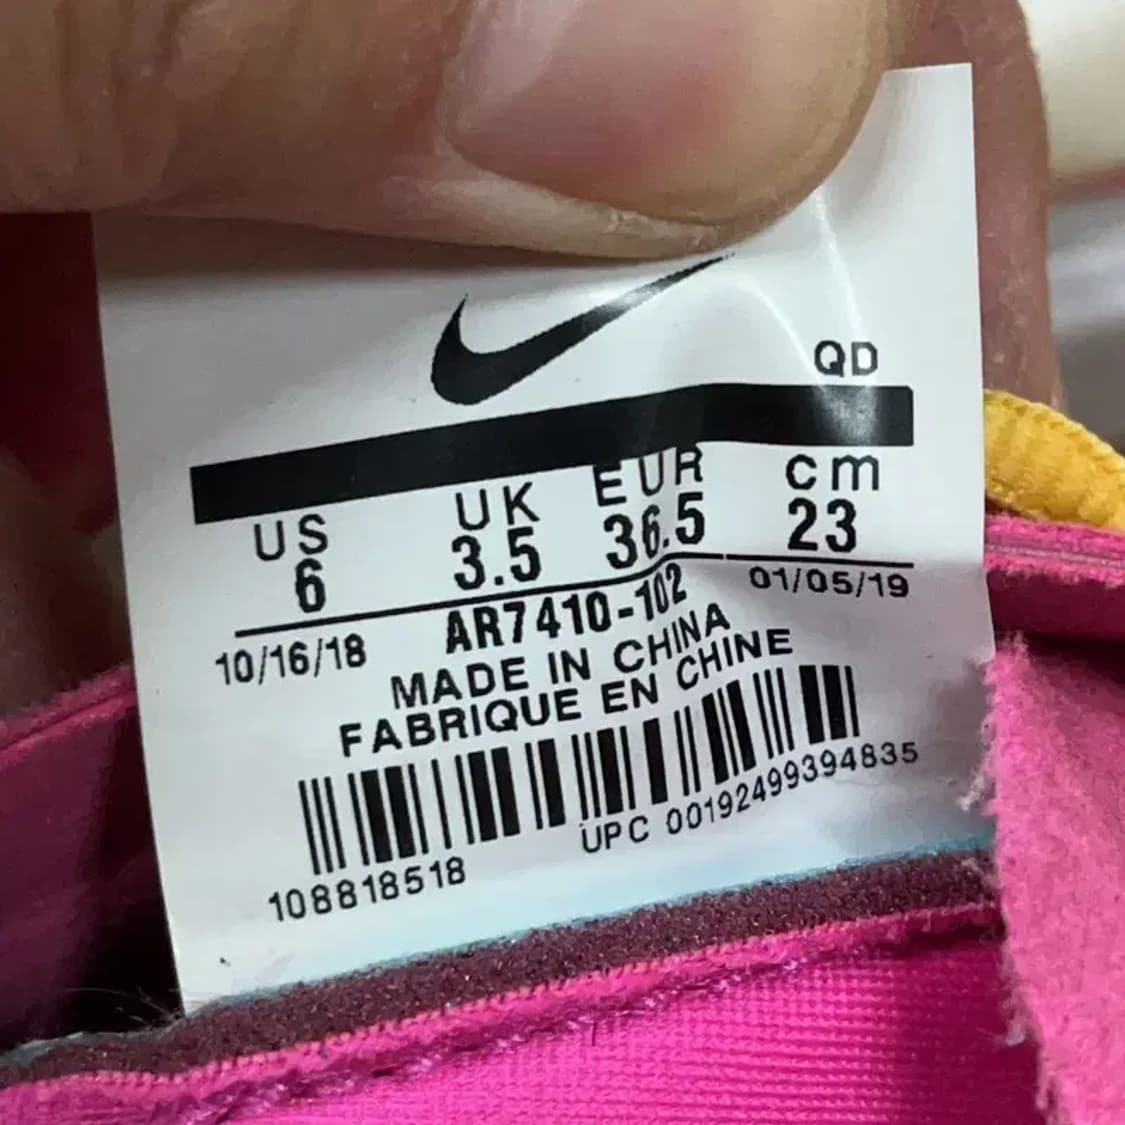 QD
US UK EUR cm
6 3.5 36.5 23
10/16/18 AR7410-102 01/05/19
MADE IN CHINA
FABRIQUE EN CHINE
UPC 00192499394835
108818518